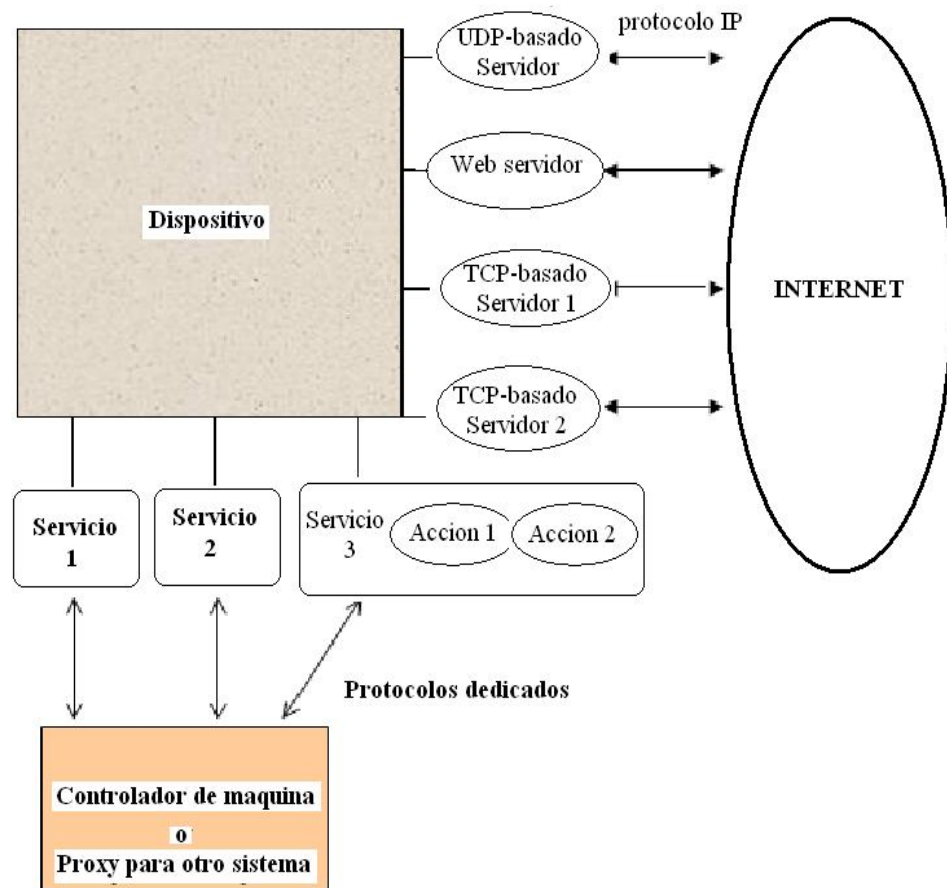 UDP-basado
Servidor
protocolo IP
Web servidor
Dispositivo
TCP-basado
Servidor 1
INTERNET
TCP-basado
Servidor 2
Servicio
1
Servicio
2
Servicio
3
Accion 1
Accion 2
Protocolos dedicados
Controlador de maquina
o
Proxy para otro sistema